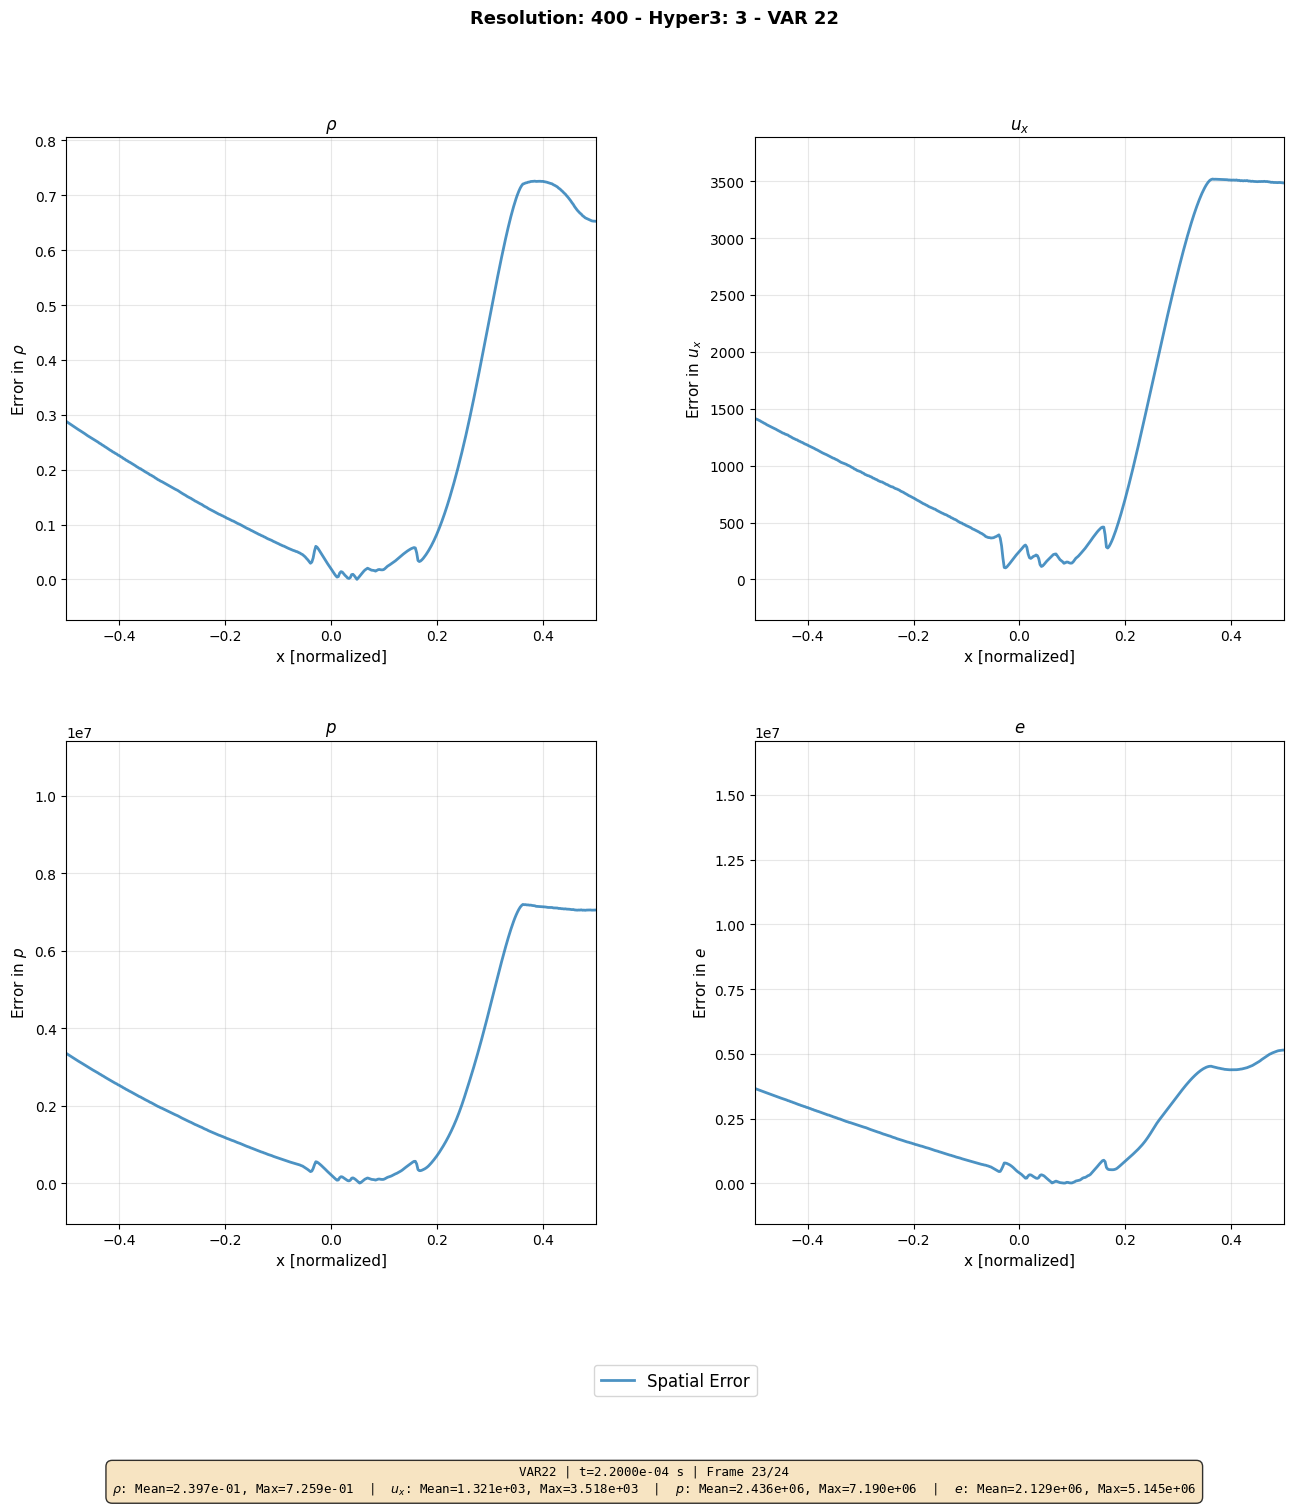 Resolution: 400 - Hyper3: 3 - VAR 22
ρ
0.8
0.7
0.6
0.5
0.4
0.3
0.2
0.1
0.0
Error in ρ
−0.4 −0.2 0.0 0.2 0.4
x [normalized]
u_x
3500
3000
2500
2000
1500
1000
500
0
Error in u_x
−0.4 −0.2 0.0 0.2 0.4
x [normalized]
p
1e7
1.0
0.8
0.6
0.4
0.2
0.0
Error in p
−0.4 −0.2 0.0 0.2 0.4
x [normalized]
e
1e7
1.50
1.25
1.00
0.75
0.50
0.25
0.00
Error in e
−0.4 −0.2 0.0 0.2 0.4
x [normalized]
Spatial Error
VAR22 | t=2.2000e-04 s | Frame 23/24
ρ: Mean=2.397e-01, Max=7.259e-01 | u_x: Mean=1.321e+03, Max=3.518e+03 | p: Mean=2.436e+06, Max=7.190e+06 | e: Mean=2.129e+06, Max=5.145e+06